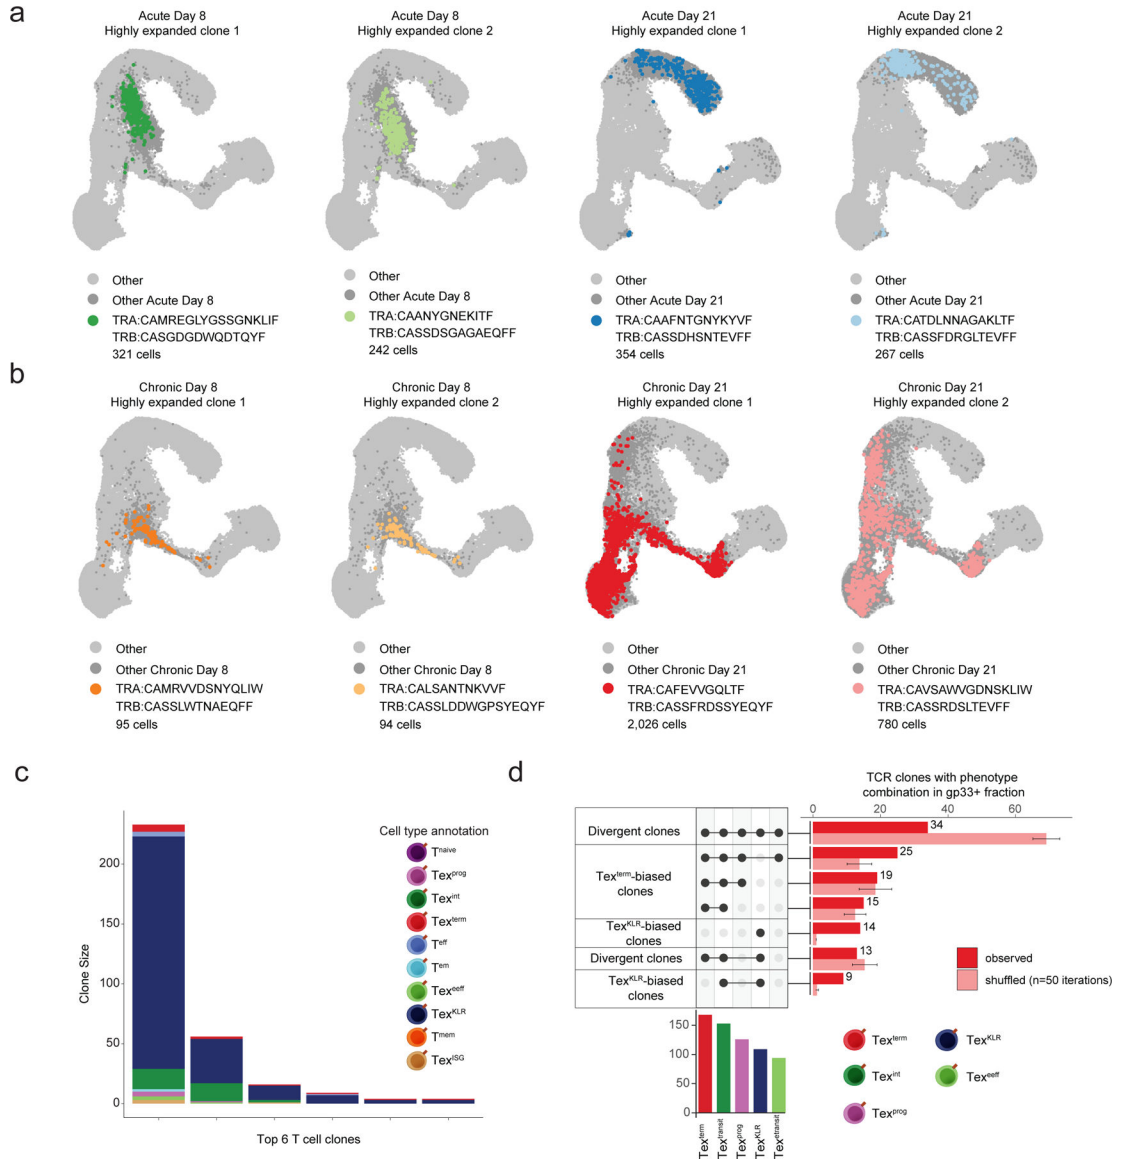 a
Acute Day 8
Highly expanded clone 1
Acute Day 8
Highly expanded clone 2
Acute Day 21
Highly expanded clone 1
Acute Day 21
Highly expanded clone 2
Other
Other Acute Day 8
TRA:CAMREGLYGSSGNKLIF
TRB:CASGDGDWQDTQYF
321 cells
Other
Other Acute Day 8
TRA:CAANYGNEKITF
TRB:CASSDSGAGAEQFF
242 cells
Other
Other Acute Day 21
TRA:CAAFNTGNYKYVF
TRB:CASSDHSNTEVFF
354 cells
Other
Other Acute Day 21
TRA:CATDLNNAGAKLTF
TRB:CASSFDRGLTEVFF
267 cells
b
Chronic Day 8
Highly expanded clone 1
Chronic Day 8
Highly expanded clone 2
Chronic Day 21
Highly expanded clone 1
Chronic Day 21
Highly expanded clone 2
Other
Other Chronic Day 8
TRA:CAMRVVDSNYQLIW
TRB:CASSLWTNAEQFF
95 cells
Other
Other Chronic Day 8
TRA:CALSANTNKVVF
TRB:CASSLDDWGPSYEQYF
94 cells
Other
Other Chronic Day 21
TRA:CAFEVVGQLTF
TRB:CASSFRDSSYEQYF
2,026 cells
Other
Other Chronic Day 21
TRA:CAVSAWVGDNSKLIW
TRB:CASSRDSLTEVFF
780 cells
c
Clone Size
200
150
100
50
0
Top 6 T cell clones
Cell type annotation
Tnaive
Texprog
Texint
Texterm
Teff
Tem
Texeeff
TexKLR
Tmem
TexISG
d
TCR clones with phenotype
combination in gp33+ fraction
0 20 40 60
Divergent clones
34
Texterm-biased
clones
25
19
15
TexKLR-biased
clones
14
Divergent clones
13
TexKLR-biased
clones
9
observed
shuffled (n=50 iterations)
150
100
50
0
Texterm
Textransit
Texprog
TexKLR
Texetransit
Texterm
TexKLR
Texint
Texeeff
Texprog